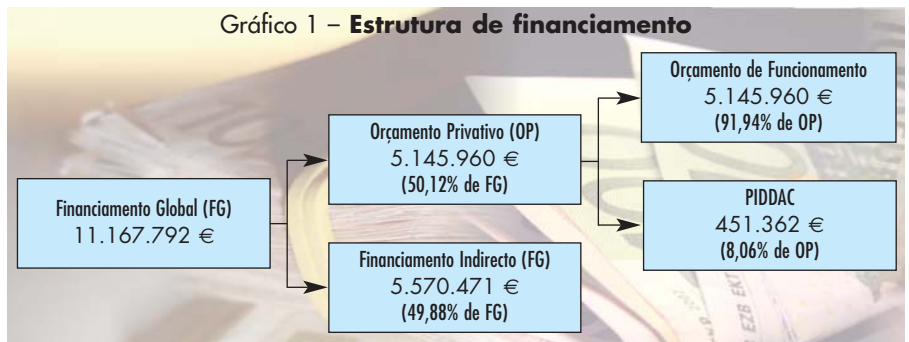 Gráfico 1 – Estrutura de financiamento
Financiamento Global (FG)
11.167.792 €
Orçamento Privativo (OP)
5.145.960 €
(50,12% de FG)
Financiamento Indirecto (FG)
5.570.471 €
(49,88% de FG)
Orçamento de Funcionamento
5.145.960 €
(91,94% de OP)
PIDDAC
451.362 €
(8,06% de OP)
EZB EKT